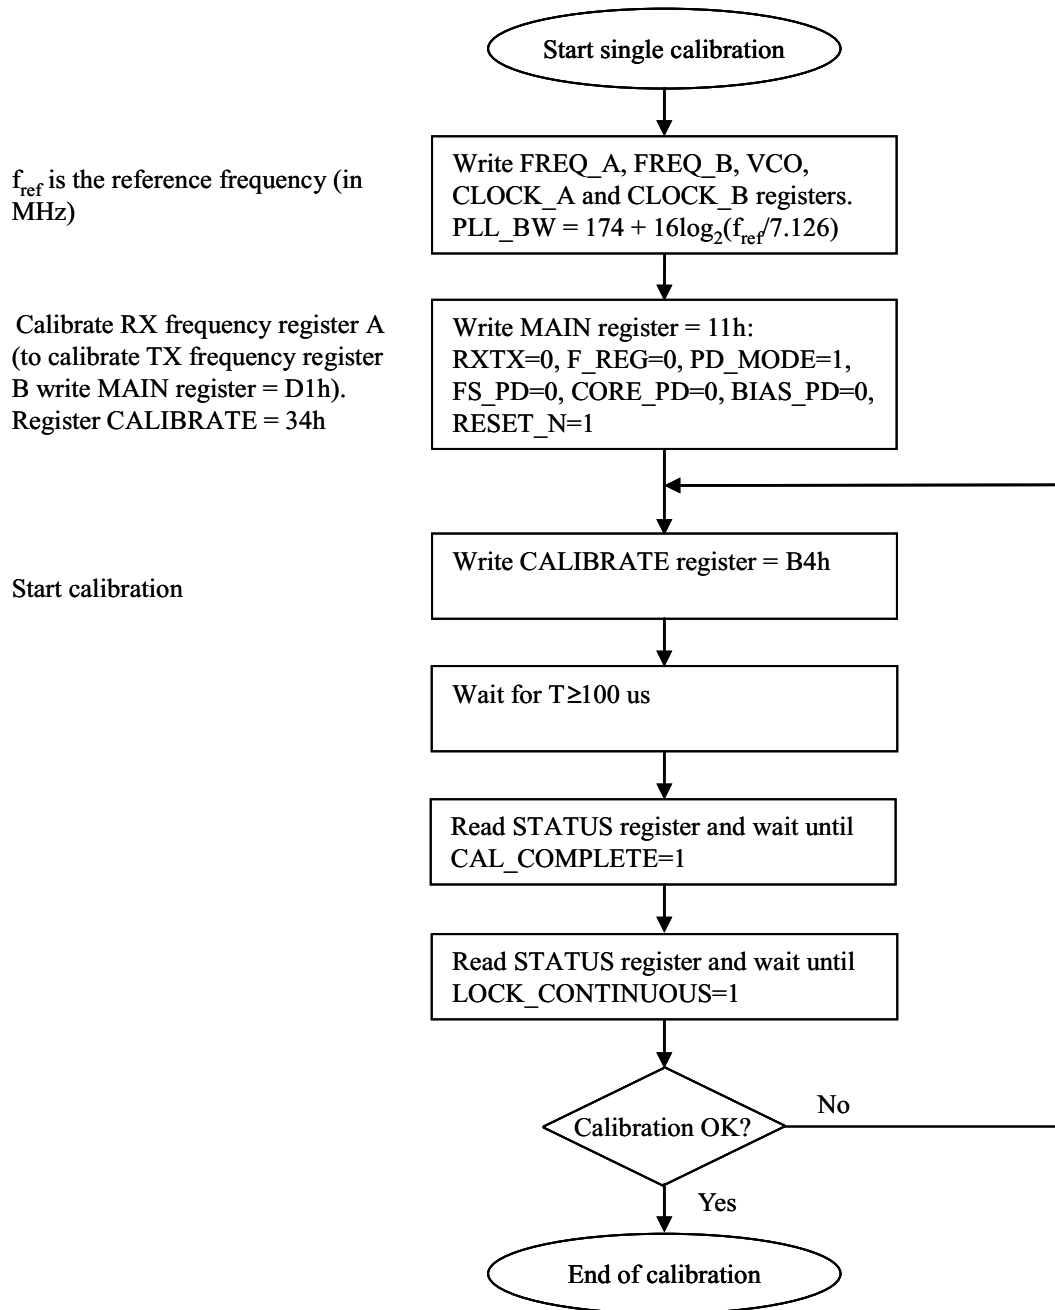 Start single calibration
f_ref is the reference frequency (in
MHz)
Write FREQ_A, FREQ_B, VCO,
CLOCK_A and CLOCK_B registers.
PLL_BW = 174 + 16log₂(f_ref/7.126)
Calibrate RX frequency register A
(to calibrate TX frequency register
B write MAIN register = D1h).
Register CALIBRATE = 34h
Write MAIN register = 11h:
RXTX=0, F_REG=0, PD_MODE=1,
FS_PD=0, CORE_PD=0, BIAS_PD=0,
RESET_N=1
Start calibration
Write CALIBRATE register = B4h
Wait for T≥100 us
Read STATUS register and wait until
CAL_COMPLETE=1
Read STATUS register and wait until
LOCK_CONTINUOUS=1
Calibration OK?
No
Yes
End of calibration